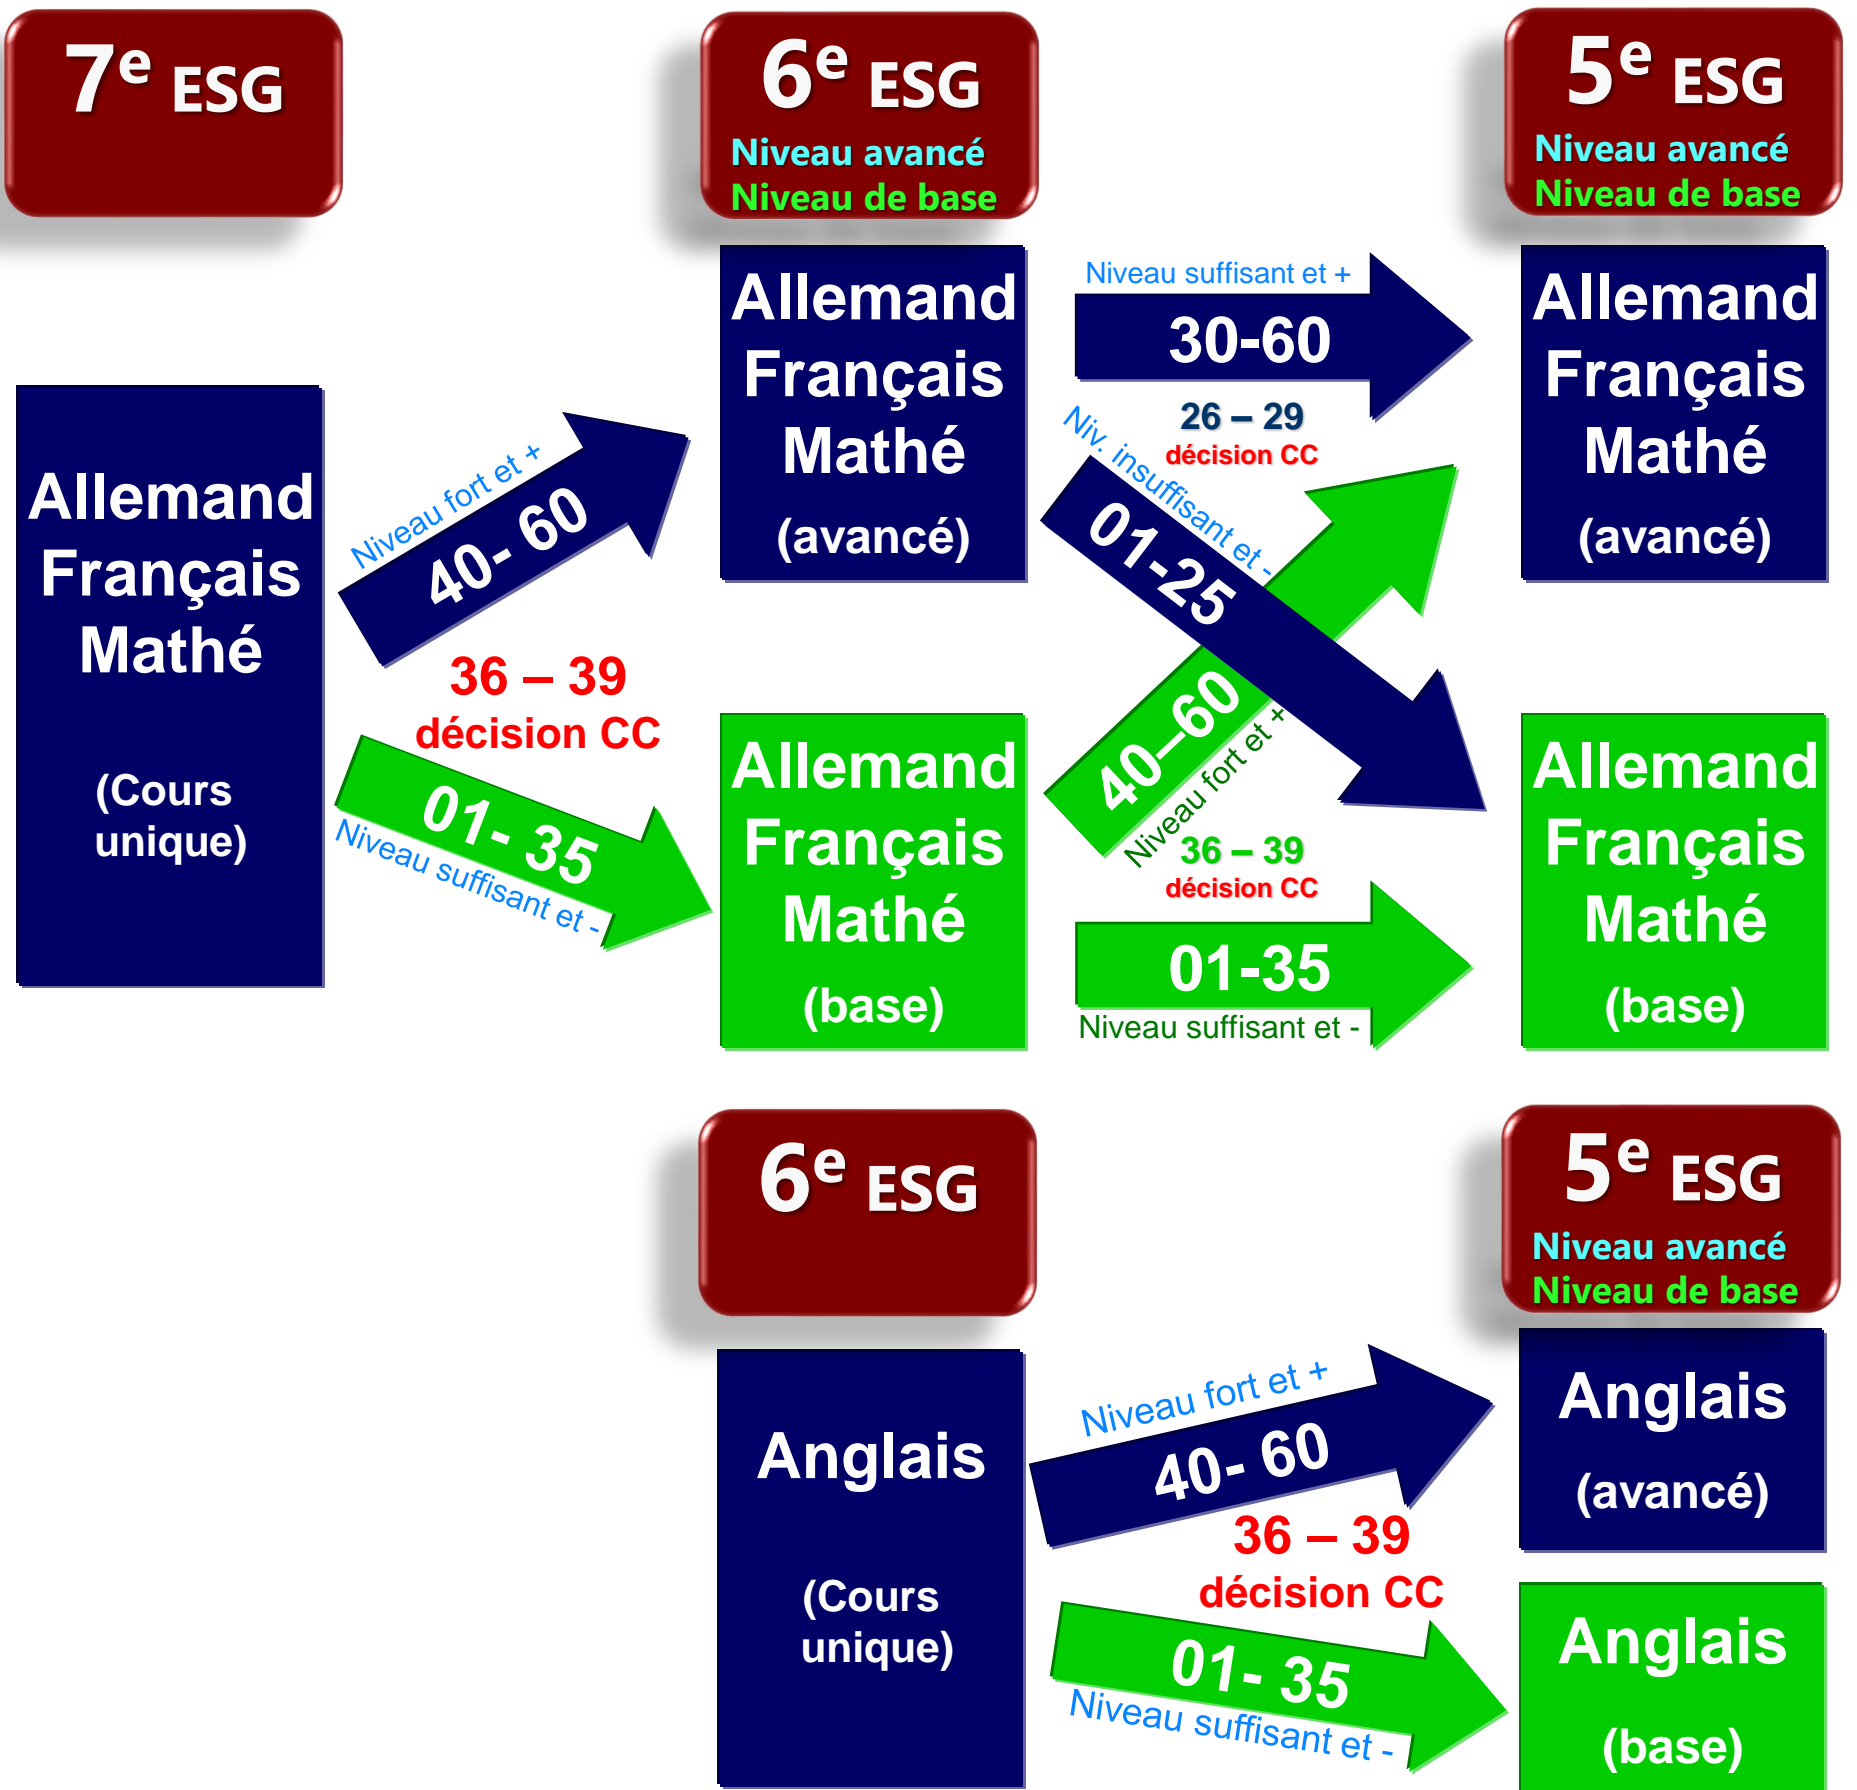 7e ESG
6e ESG
Niveau avancé
Niveau de base
5e ESG
Niveau avancé
Niveau de base
Allemand
Français
Mathé
(Cours
unique)
Niveau fort et +
40- 60
36 – 39
décision CC
01- 35
Niveau suffisant et -
Allemand
Français
Mathé
(avancé)
Allemand
Français
Mathé
(base)
Niveau suffisant et +
30-60
26 – 29
décision CC
Niv. insuffisant et -
01-25
40–60
Niveau fort et +
36 – 39
décision CC
01-35
Niveau suffisant et -
Allemand
Français
Mathé
(avancé)
Allemand
Français
Mathé
(base)
6e ESG
5e ESG
Niveau avancé
Niveau de base
Anglais
(Cours
unique)
Niveau fort et +
40- 60
36 – 39
décision CC
01- 35
Niveau suffisant et -
Anglais
(avancé)
Anglais
(base)